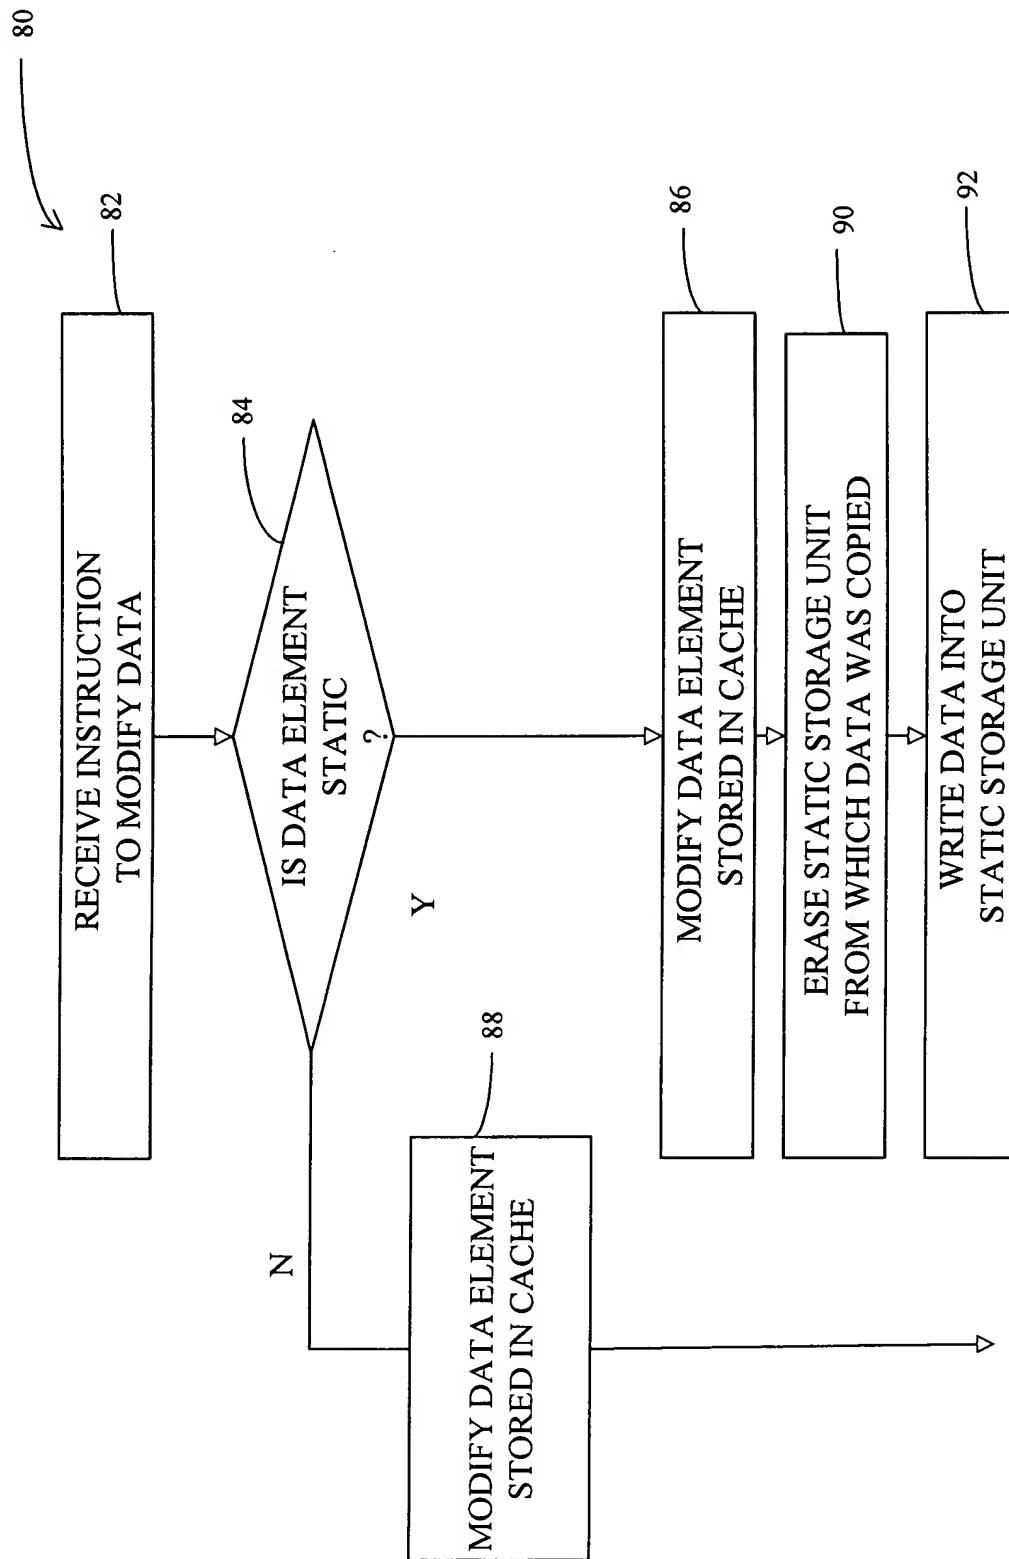 80
82
RECEIVE INSTRUCTION
TO MODIFY DATA
84
IS DATA ELEMENT
STATIC
?
N
Y
88
MODIFY DATA ELEMENT
STORED IN CACHE
86
MODIFY DATA ELEMENT
STORED IN CACHE
90
ERASE STATIC STORAGE UNIT
FROM WHICH DATA WAS COPIED
92
WRITE DATA INTO
STATIC STORAGE UNIT